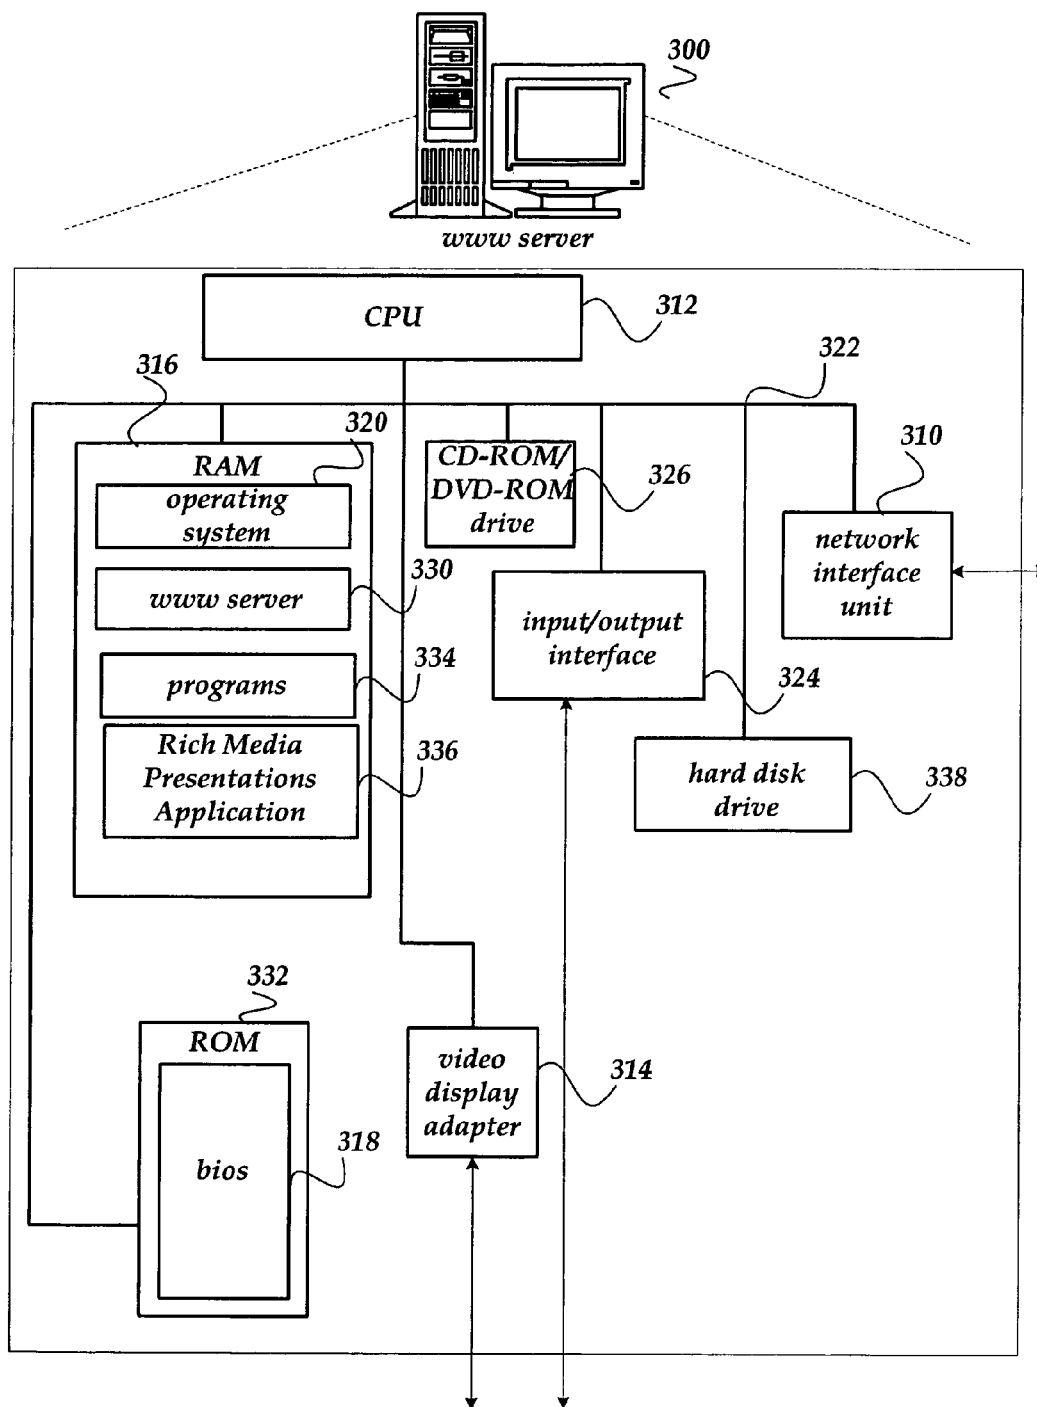 300
www server
CPU
312
322
316
320
310
RAM
operating
system
CD-ROM/
DVD-ROM
drive
326
network
interface
unit
www server
330
input/output
interface
324
programs
334
Rich Media
Presentations
Application
336
hard disk
drive
338
332
ROM
bios
318
video
display
adapter
314